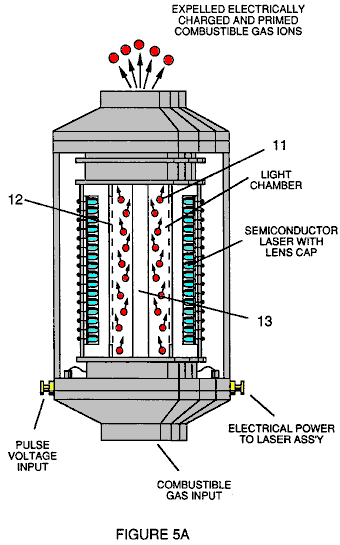 EXPELLED ELECTRICALLY
CHARGED AND PRIMED
COMBUSTIBLE GAS IONS
11
LIGHT
CHAMBER
12
SEMICONDUCTOR
LASER WITH
LENS CAP
13
PULSE
VOLTAGE
INPUT
ELECTRICAL POWER
TO LASER ASS'Y
COMBUSTIBLE
GAS INPUT
FIGURE 5A